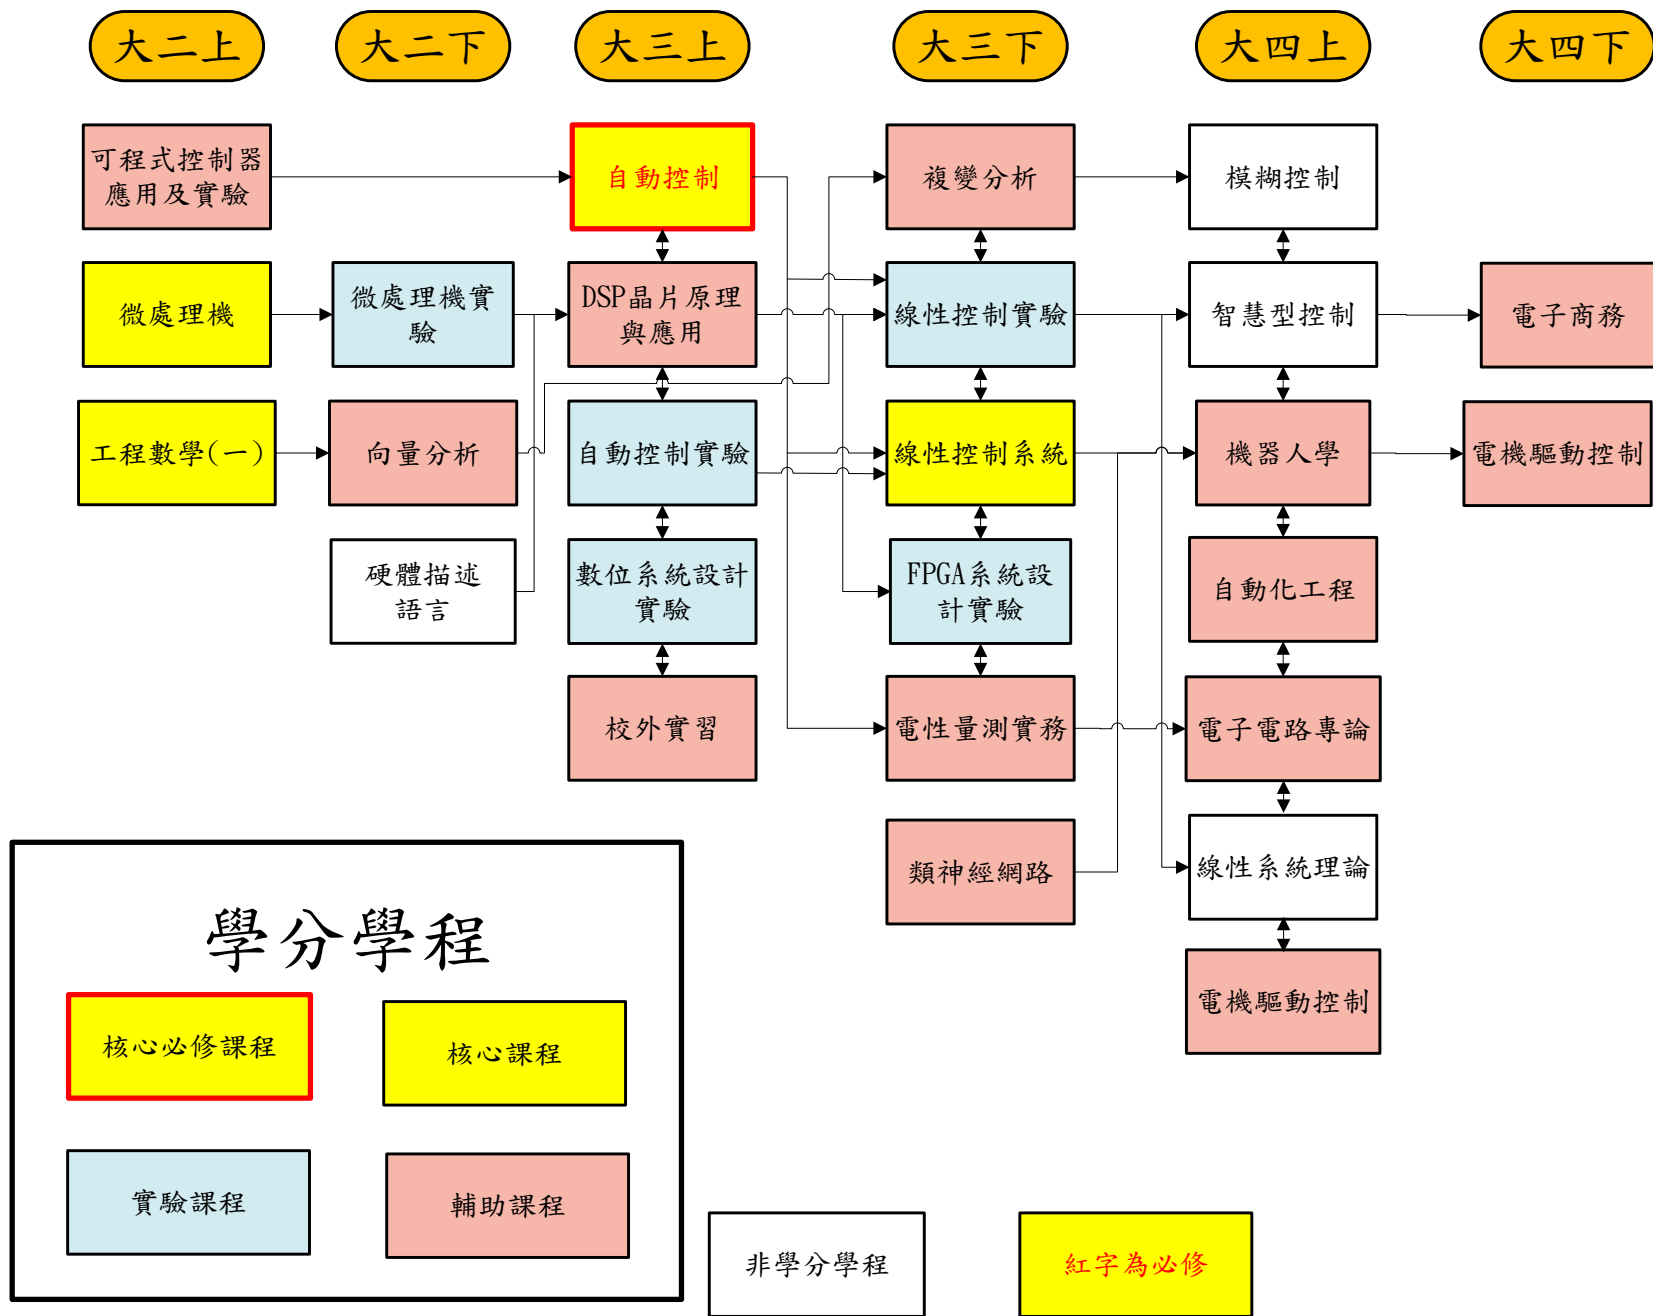 大二上
大二下
大三上
大三下
大四上
大四下
可程式控制器
應用及實驗
自動控制
複變分析
模糊控制
微處理機
微處理機實
驗
DSP晶片原理
與應用
線性控制實驗
智慧型控制
電子商務
工程數學(一)
向量分析
自動控制實驗
線性控制系統
機器人學
電機驅動控制
硬體描述
語言
數位系統設計
實驗
FPGA系統設
計實驗
自動化工程
校外實習
電性量測實務
電子電路專論
類神經網路
線性系統理論
電機驅動控制
學分學程
核心必修課程
核心課程
實驗課程
輔助課程
非學分學程
紅字為必修